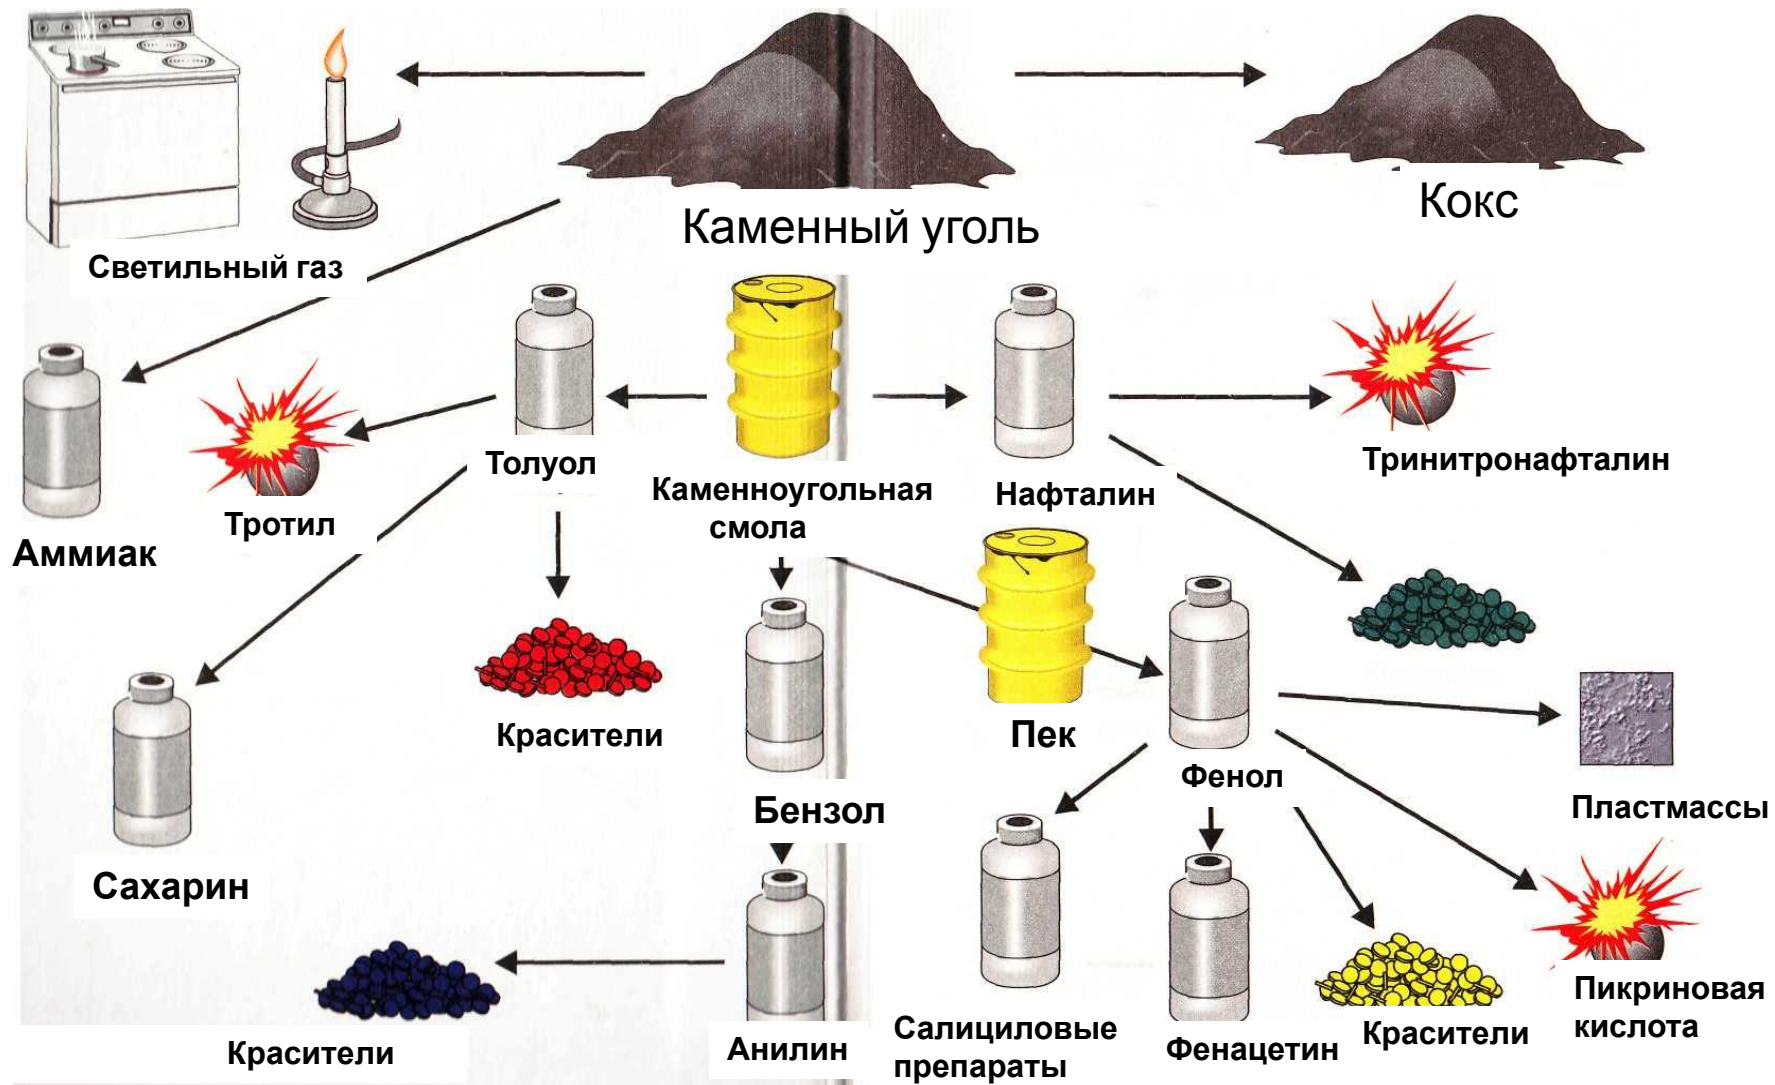 Кокс
Каменный уголь
Светильный газ
Толуол
Каменноугольная
смола
Нафталин
Тринитронафталин
Тротил
Аммиак
Красители
Пек
Фенол
Бензол
Пластмассы
Сахарин
Красители
Анилин
Салициловые
препараты
Фенацетин
Красители
Пикриновая
кислота